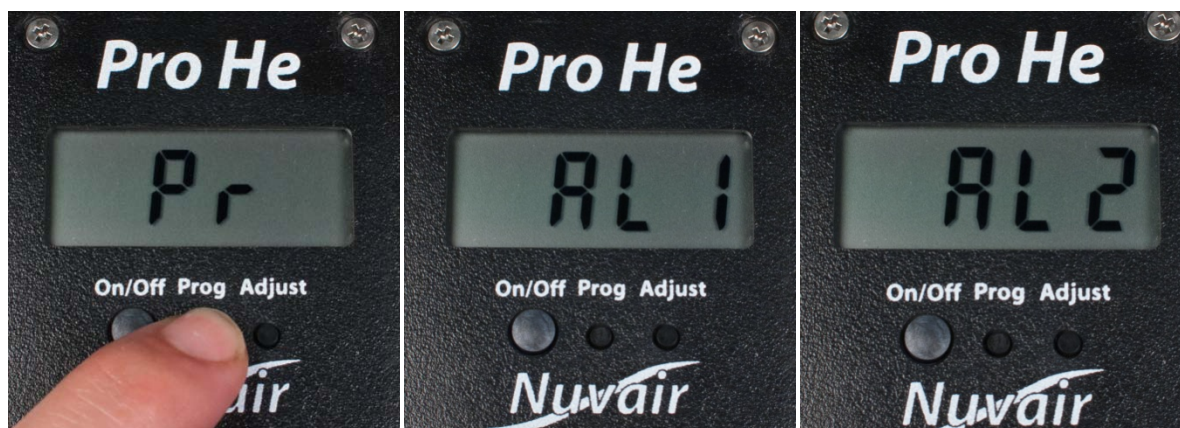 Pro He
Pr
On/Off Prog Adjust
Pro He
AL1
On/Off Prog Adjust
Nuvair
Pro He
AL2
On/Off Prog Adjust
Nuvair